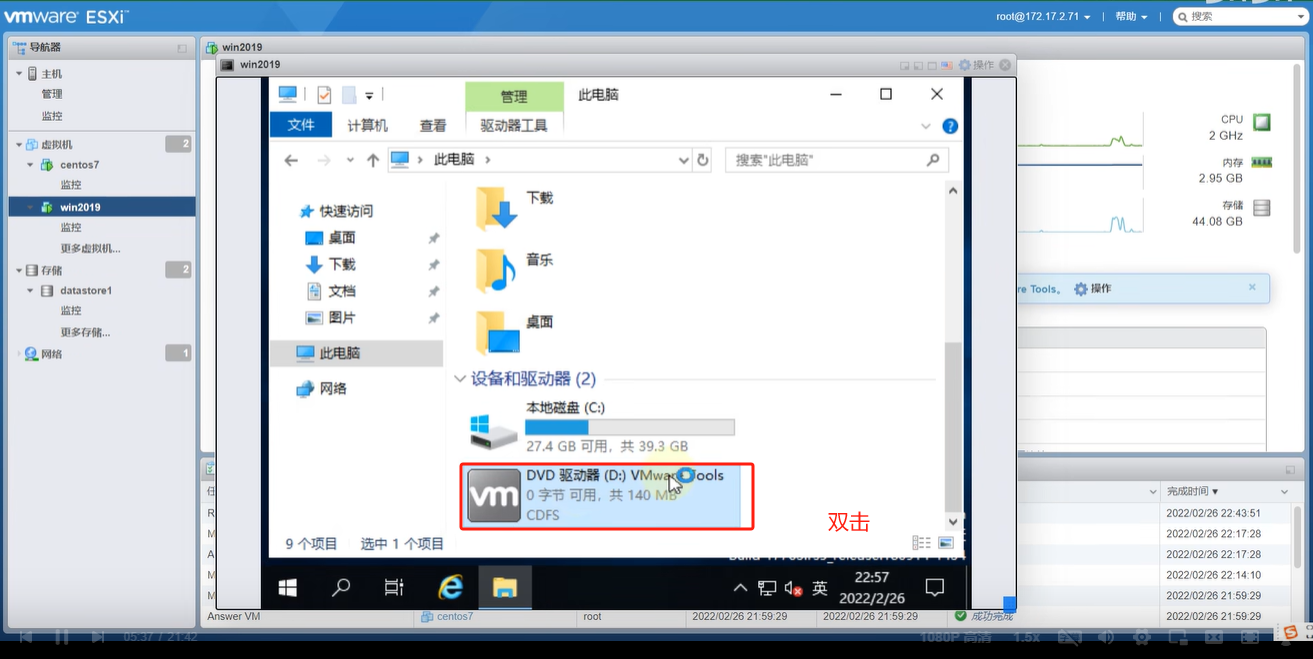 vmware ESXi
root@172.17.2.71
帮助
搜索
导航器
win2019
win2019
操作
主机
管理
监控
虚拟机
2
centos7
监控
win2019
监控
更多虚拟机...
存储
2
datastore1
监控
更多存储...
网络
1
管理
此电脑
文件
计算机
查看
驱动器工具
此电脑
搜索"此电脑"
快速访问
桌面
下载
文档
图片
此电脑
网络
下载
音乐
桌面
设备和驱动器 (2)
本地磁盘 (C:)
27.4 GB 可用，共 39.3 GB
vm
DVD 驱动器 (D:) VMware Tools
0 字节 可用，共 140 MB
CDFS
双击
9 个项目
选中 1 个项目
英
22:57
2022/2/26
CPU
2 GHz
内存
2.95 GB
存储
44.08 GB
re Tools。
操作
完成时间
2022/02/26 22:43:51
2022/02/26 22:17:28
2022/02/26 22:17:28
2022/02/26 22:14:10
2022/02/26 21:59:29
Answer VM
centos7
root
2022/02/26 21:59:29
2022/02/26 21:59:29
成功完成
2022/02/26 21:59:29
05:37 / 21:42
1080P 高清
1.5x